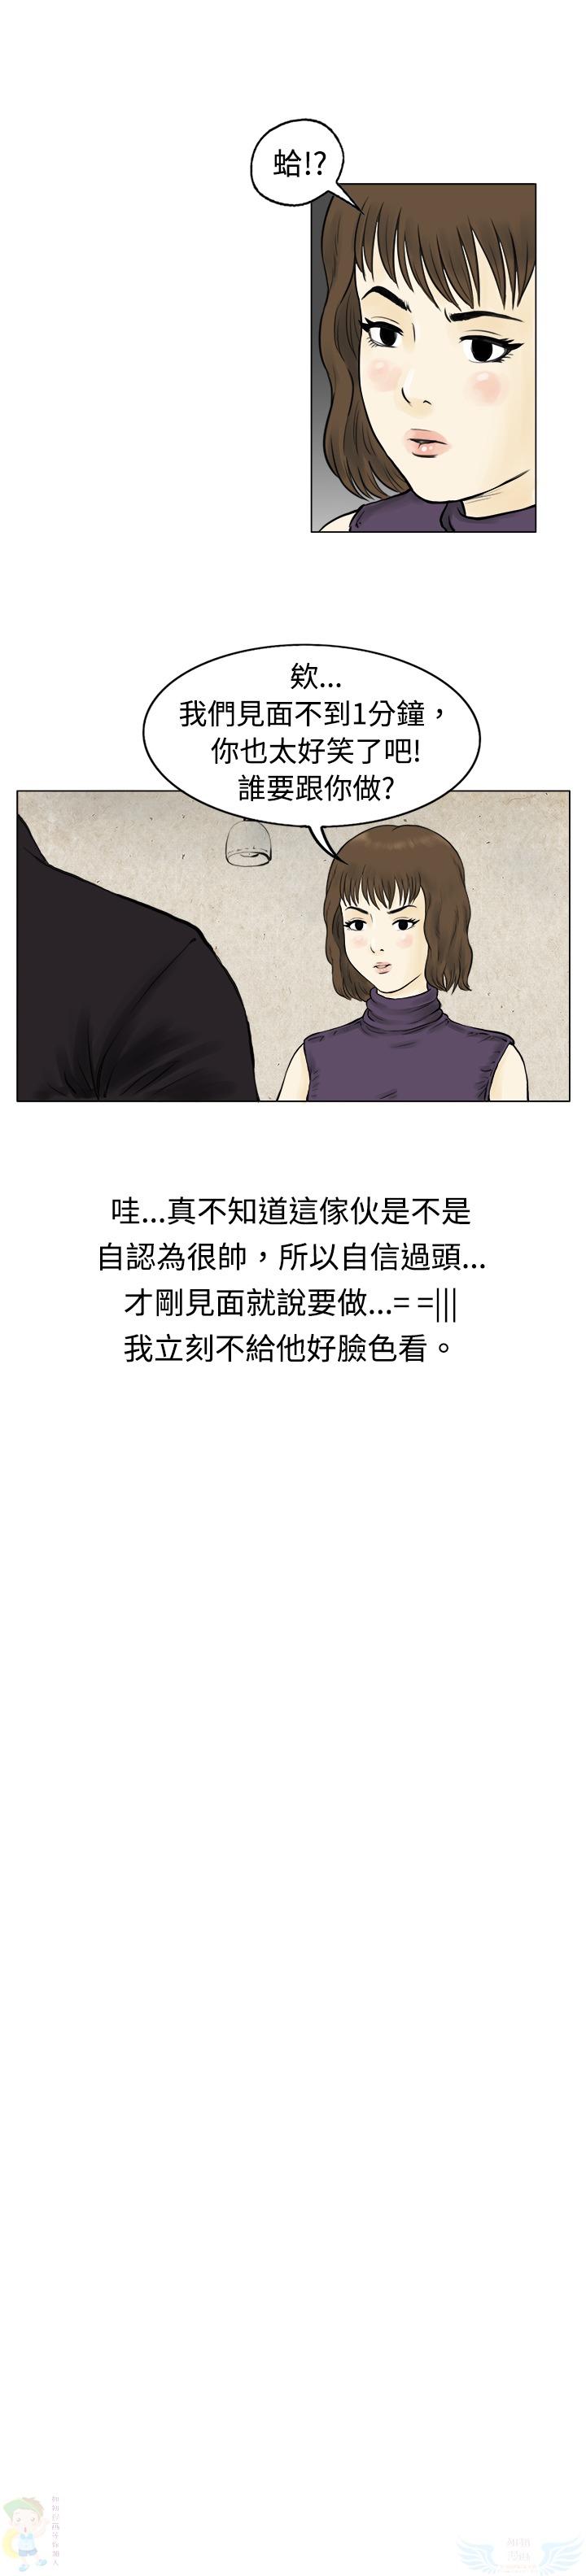 蛤!?
欸...
我們見面不到1分鐘，
你也太好笑了吧!
誰要跟你做?
哇...真不知道這傢伙是不是
自認為很帥，所以自信過頭...
才剛見面就說要做...= =|||
我立刻不給他好臉色看。